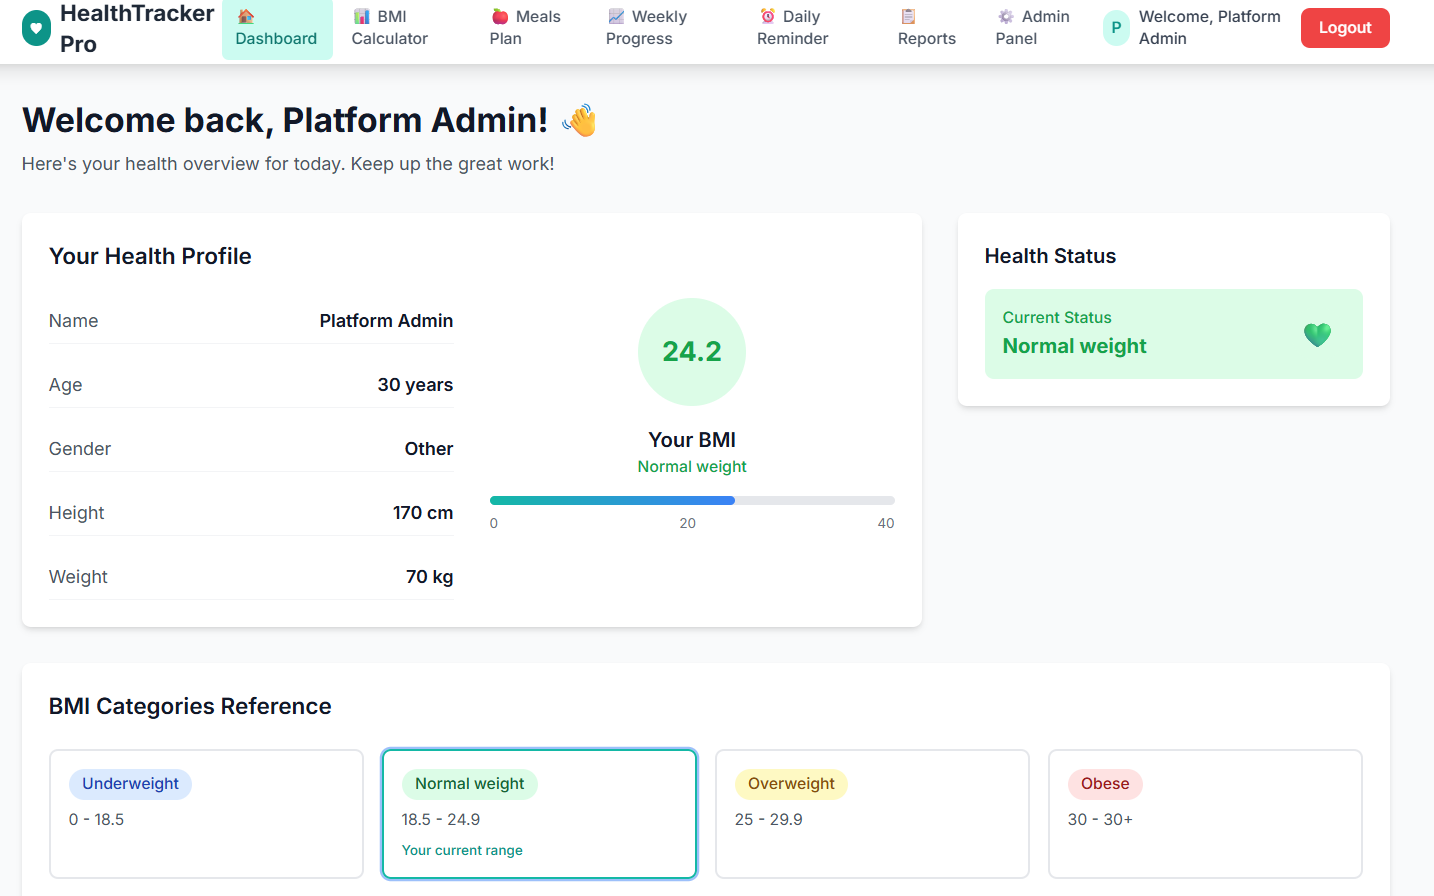 HealthTracker
Pro
Dashboard
BMI
Calculator
Meals
Plan
Weekly
Progress
Daily
Reminder
Reports
Admin
Panel
P
Welcome, Platform
Admin
Logout
Welcome back, Platform Admin! 👋
Here's your health overview for today. Keep up the great work!
Your Health Profile
Name Platform Admin
Age 30 years
Gender Other
Height 170 cm
Weight 70 kg
24.2
Your BMI
Normal weight
0 20 40
Health Status
Current Status
Normal weight
BMI Categories Reference
Underweight
0 - 18.5
Normal weight
18.5 - 24.9
Your current range
Overweight
25 - 29.9
Obese
30 - 30+